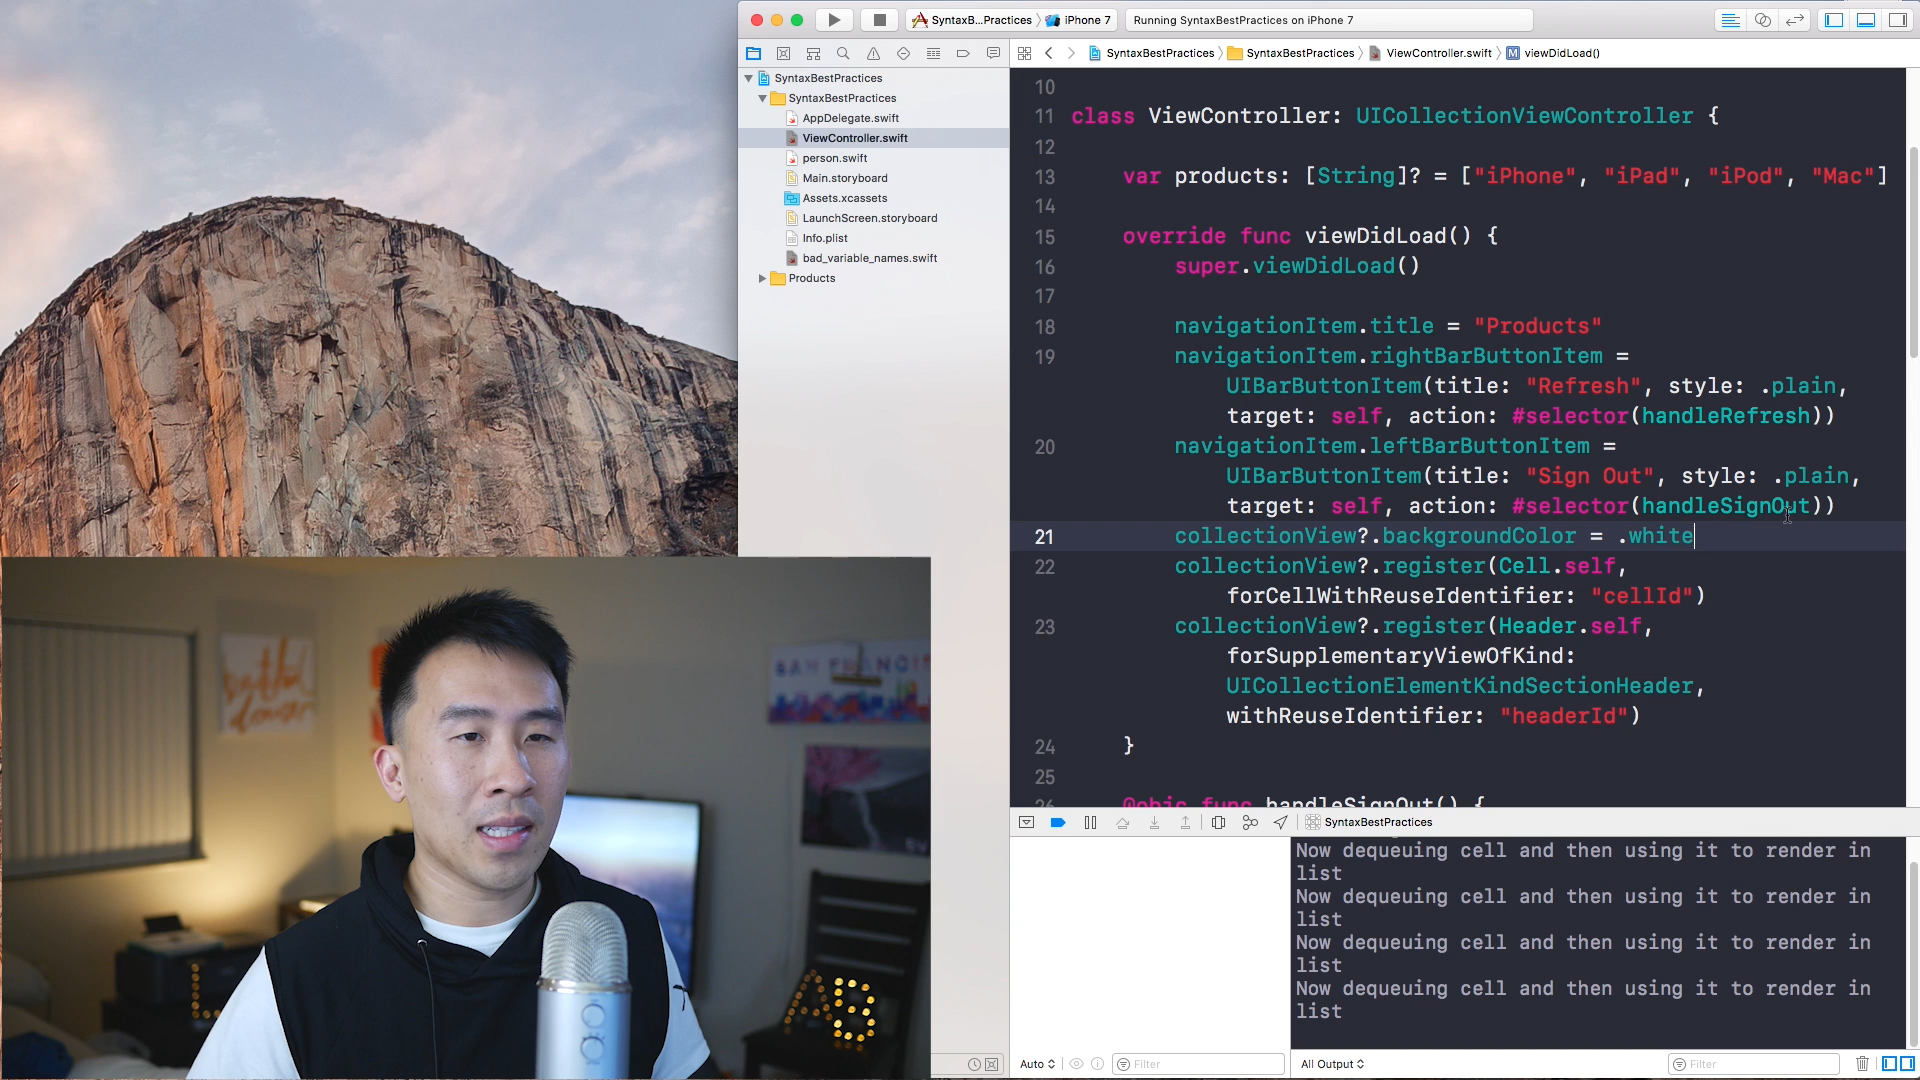 SyntaxB...Practices
iPhone 7
Running SyntaxBestPractices on iPhone 7
SyntaxBestPractices
SyntaxBestPractices
ViewController.swift
M
viewDidLoad()
SyntaxBestPractices
SyntaxBestPractices
AppDelegate.swift
ViewController.swift
person.swift
Main.storyboard
Assets.xcassets
LaunchScreen.storyboard
Info.plist
bad_variable_names.swift
Products
10
11 class ViewController: UICollectionViewController {
12
13 var products: [String]? = ["iPhone", "iPad", "iPod", "Mac"]
14
15 override func viewDidLoad() {
16 super.viewDidLoad()
17
18 navigationItem.title = "Products"
19 navigationItem.rightBarButtonItem =
UIBarButtonItem(title: "Refresh", style: .plain,
target: self, action: #selector(handleRefresh))
20 navigationItem.leftBarButtonItem =
UIBarButtonItem(title: "Sign Out", style: .plain,
target: self, action: #selector(handleSignOut))
21 collectionView?.backgroundColor = .white
22 collectionView?.register(Cell.self,
forCellWithReuseIdentifier: "cellId")
23 collectionView?.register(Header.self,
forSupplementaryViewOfKind:
UICollectionElementKindSectionHeader,
withReuseIdentifier: "headerId")
24 }
25
26 @objc func handleSignOut() {
SyntaxBestPractices
Now dequeuing cell and then using it to render in
list
Now dequeuing cell and then using it to render in
list
Now dequeuing cell and then using it to render in
list
Now dequeuing cell and then using it to render in
list
Auto
Filter
All Output
Filter
L
AB